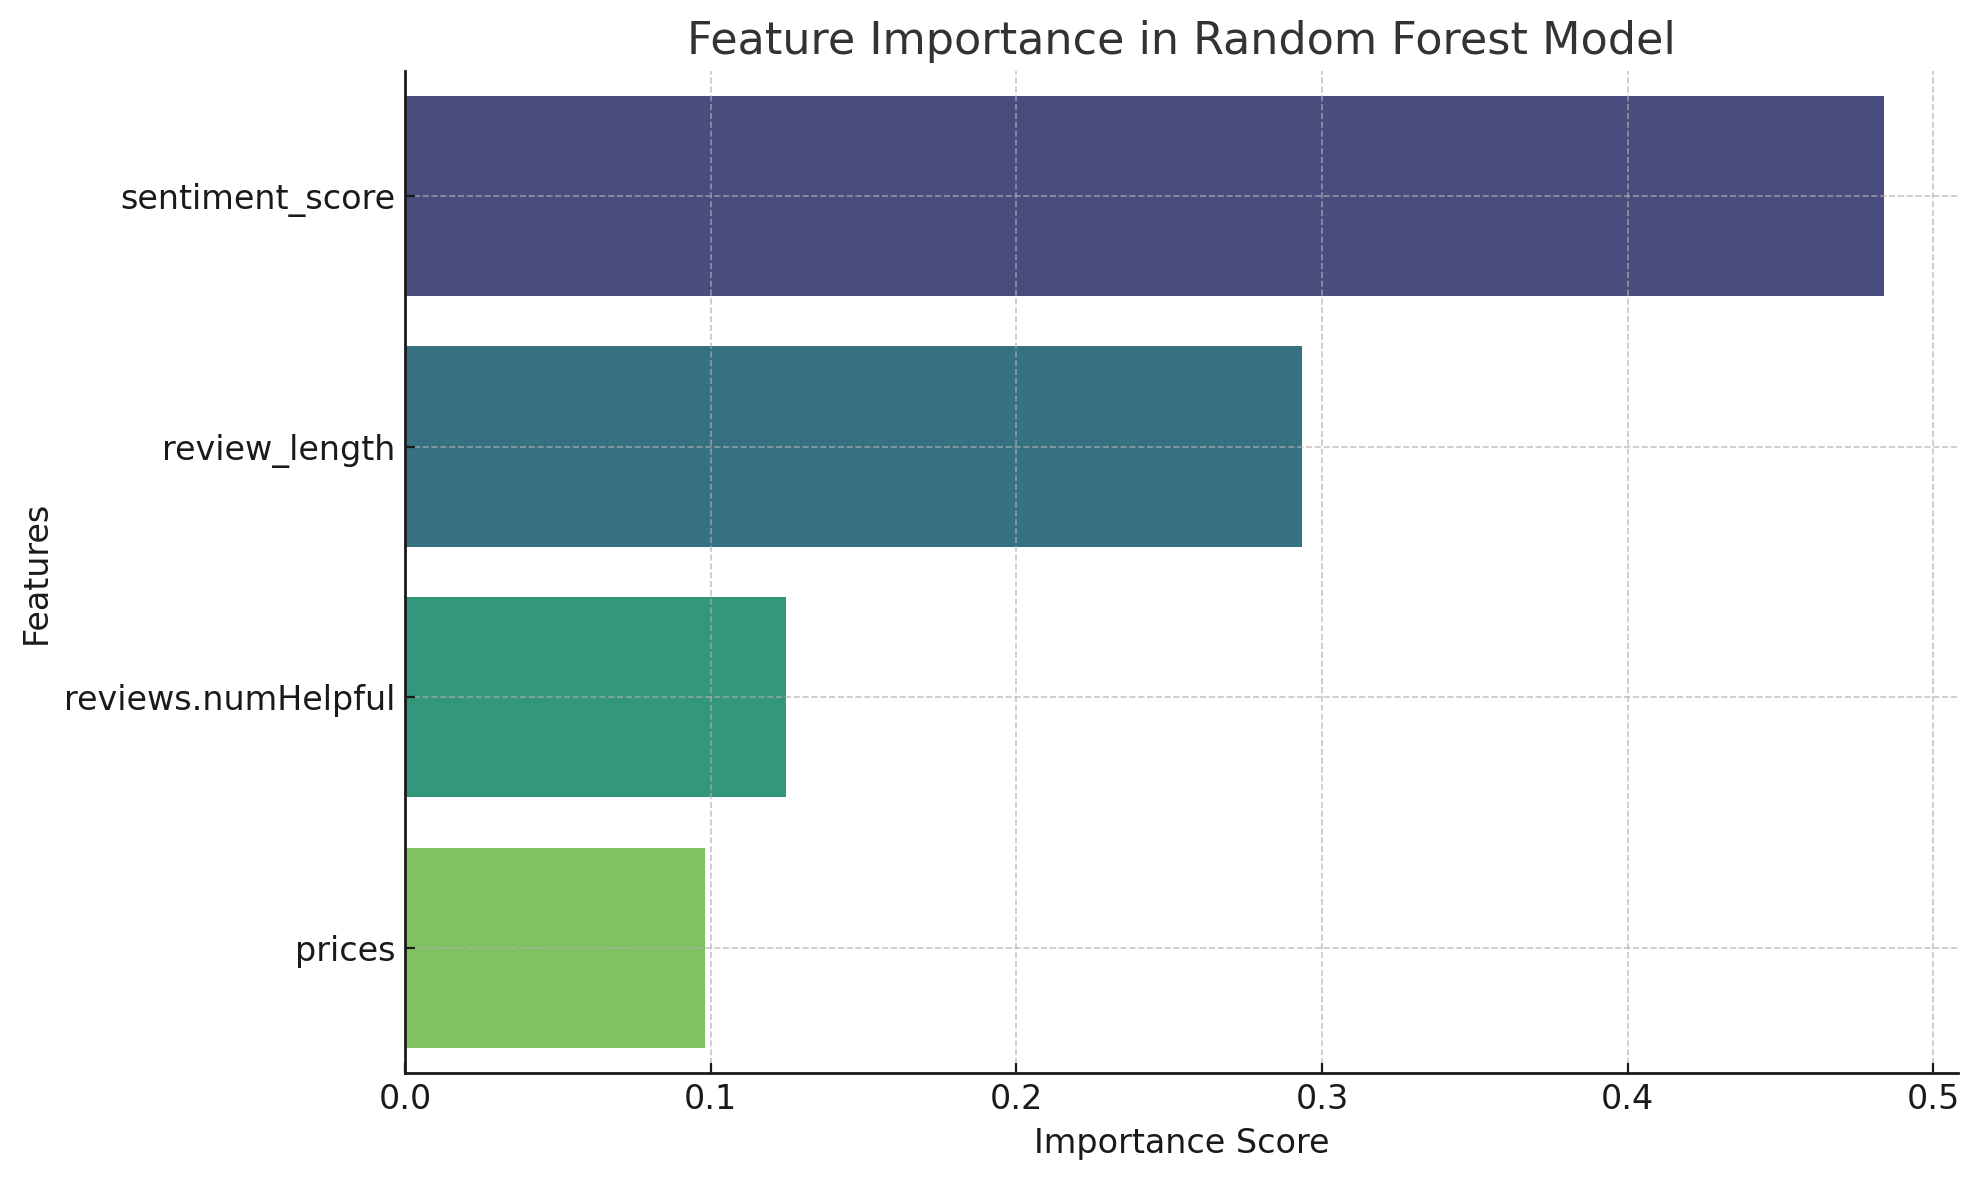 Feature Importance in Random Forest Model
sentiment_score
review_length
reviews.numHelpful
prices
Features
0.0 0.1 0.2 0.3 0.4 0.5
Importance Score